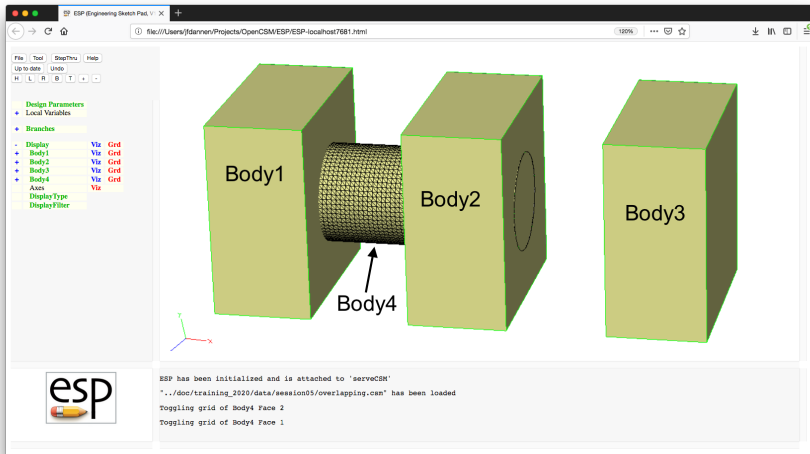 ESP (Engineering Sketch Pad, V
file:///Users/jfdannen/Projects/OpenCSM/ESP/ESP-localhost7681.html
120%
File Tool StepThru Help
Up to date Undo
H L R B T + -
Design Parameters
+ Local Variables
+ Branches
- Display Viz Grd
+ Body1 Viz Grd
+ Body2 Viz Grd
+ Body3 Viz Grd
+ Body4 Viz Grd
Axes Viz
DisplayType
DisplayFilter
Body1
Body2
Body3
Body4
Y
X
esp
ESP has been initialized and is attached to 'serveCSM'
"../doc/training_2020/data/session05/overlapping.csm" has been loaded
Toggling grid of Body4 Face 2
Toggling grid of Body4 Face 1